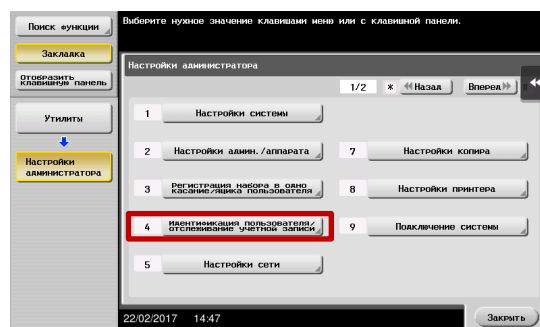 Поиск функции
Закладка
Отобразить
клавишную панель
Утилиты
Настройки
администратора
Выберите нужное значение клавишами меню или с клавишной панели.
Настройки администратора
1/2 * Назад Вперед
1 Настройки системы
2 Настройки админ./аппарата
7 Настройки копира
3 Регистрация набора в одно
касание/ящика пользователя
8 Настройки принтера
4 Идентификация пользователя/
отслеживание учетной записи
9 Подключение системы
5 Настройки сети
22/02/2017 14:47
Закрыть